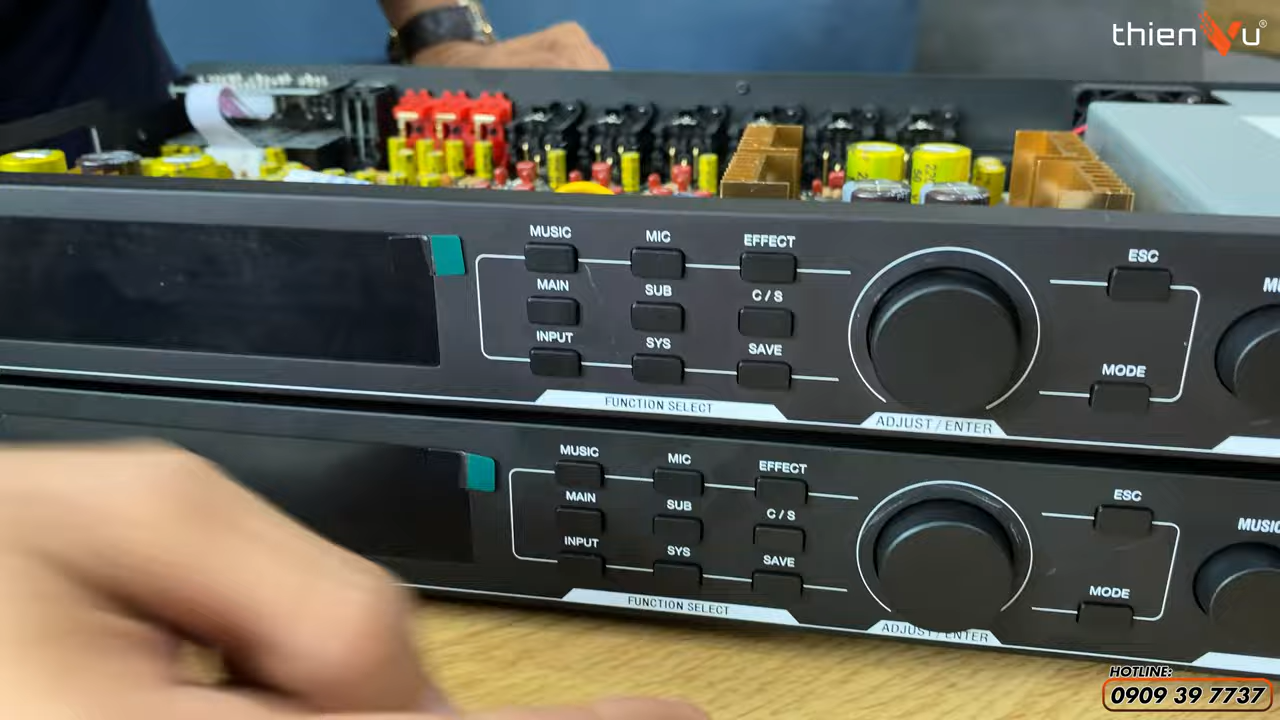 thienVu®
MUSIC MIC EFFECT ESC
MAIN SUB C / S
INPUT SYS SAVE MODE
FUNCTION SELECT
ADJUST / ENTER
MUSIC MIC EFFECT ESC
MAIN SUB C / S MUSIC
INPUT SYS SAVE MODE
FUNCTION SELECT
ADJUST / ENTER
HOTLINE:
0909 39 7737